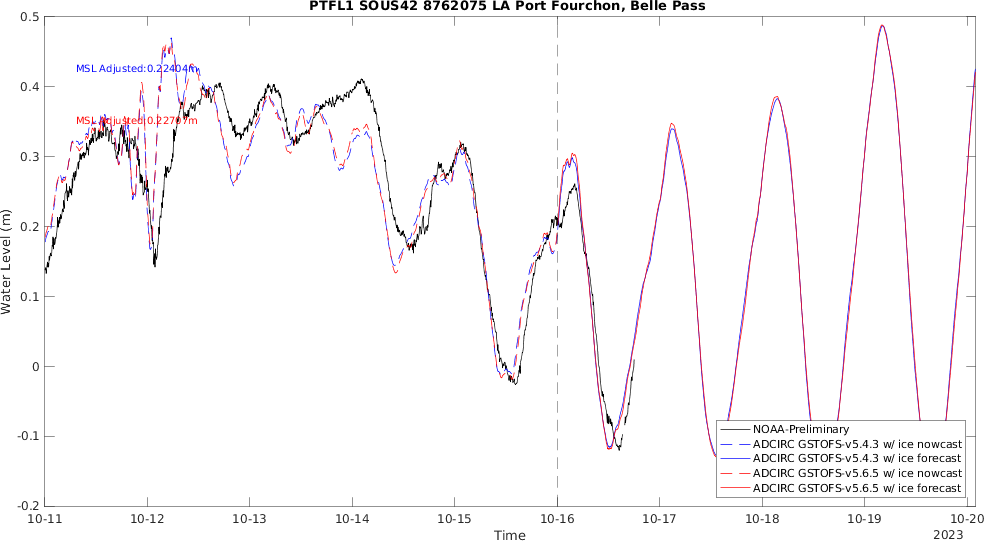 PTFL1 SOUS42 8762075 LA Port Fourchon, Belle Pass
Water Level (m)
0.5
0.4
0.3
0.2
0.1
0
-0.1
-0.2
MSL Adjusted:0.22404m
MSL Adjusted:0.22707m
NOAA-Preliminary
ADCIRC GSTOFS-v5.4.3 w/ ice nowcast
ADCIRC GSTOFS-v5.4.3 w/ ice forecast
ADCIRC GSTOFS-v5.6.5 w/ ice nowcast
ADCIRC GSTOFS-v5.6.5 w/ ice forecast
10-11 10-12 10-13 10-14 10-15 10-16 10-17 10-18 10-19 10-20
Time
2023